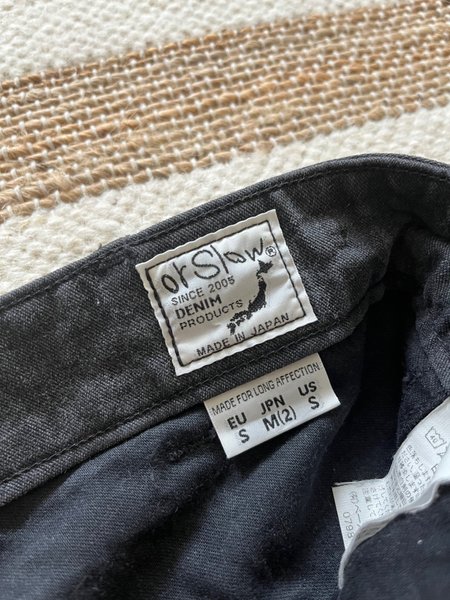 orSlow®
SINCE 2005
DENIM
PRODUCTS
MADE IN JAPAN
MADE FOR LONG AFFECTION
EU JPN US
S M(2) S